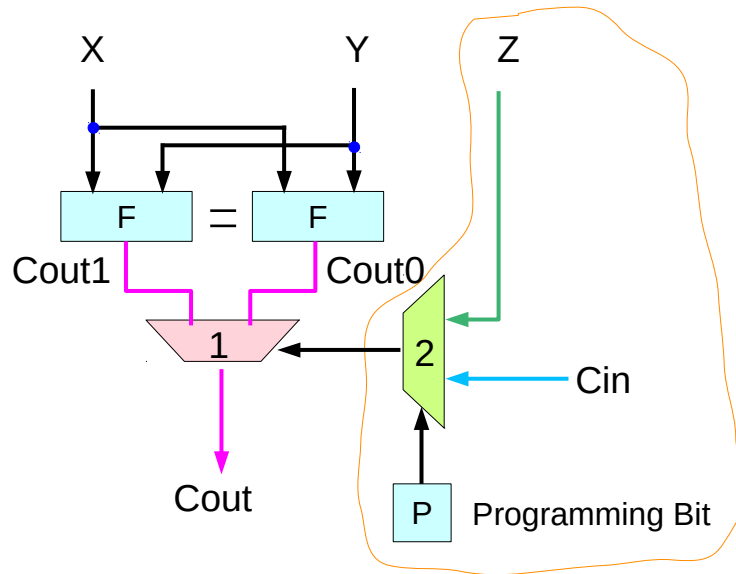 X Y Z
F = F
Cout1 Cout0
1
2
Cin
Cout
P Programming Bit